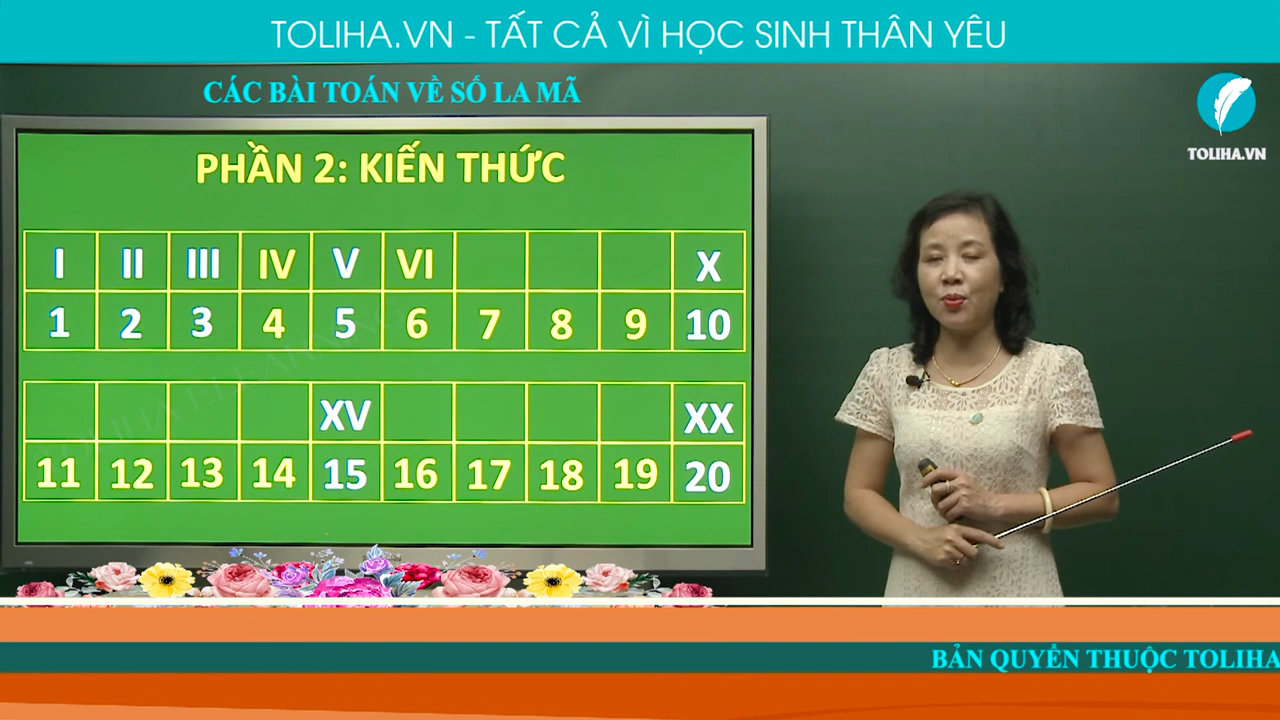 TOLIHA.VN - TẤT CẢ VÌ HỌC SINH THÂN YÊU
CÁC BÀI TOÁN VỀ SỐ LA MÃ
TOLIHA.VN
PHẦN 2: KIẾN THỨC
I II III IV V VI X
1 2 3 4 5 6 7 8 9 10
XV XX
11 12 13 14 15 16 17 18 19 20
BẢN QUYỀN THUỘC TOLIHA